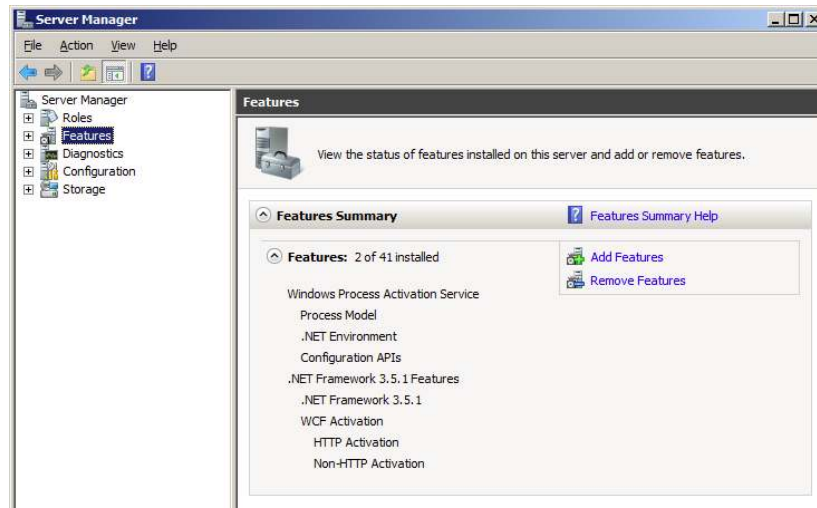 Server Manager
File Action View Help
Server Manager
Roles
Features
Diagnostics
Configuration
Storage
Features
View the status of features installed on this server and add or remove features.
Features Summary
Features Summary Help
Features: 2 of 41 installed
Add Features
Remove Features
Windows Process Activation Service
Process Model
.NET Environment
Configuration APIs
.NET Framework 3.5.1 Features
.NET Framework 3.5.1
WCF Activation
HTTP Activation
Non-HTTP Activation